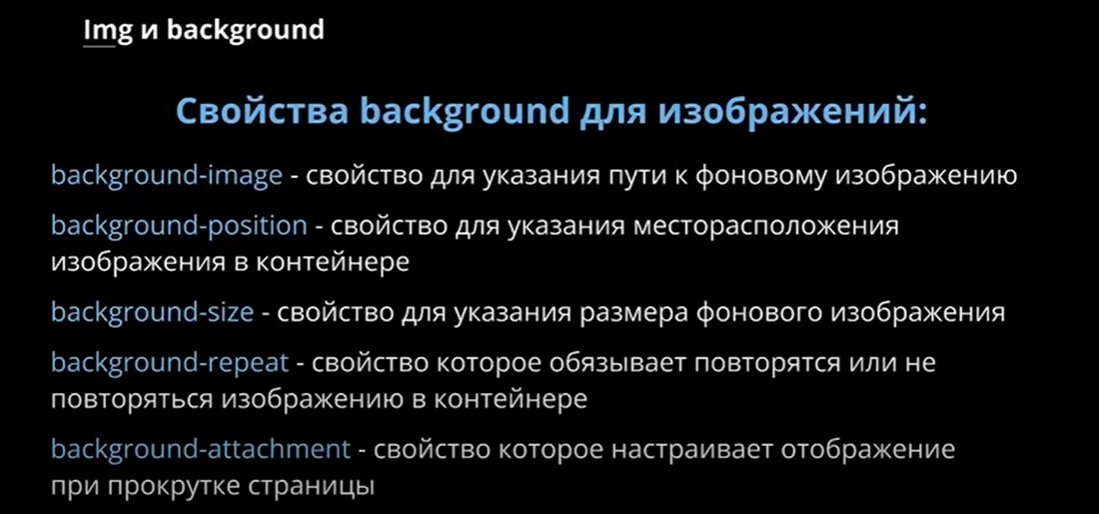 Img и background
Свойства background для изображений:
background-image - свойство для указания пути к фоновому изображению
background-position - свойство для указания месторасположения
изображения в контейнере
background-size - свойство для указания размера фонового изображения
background-repeat - свойство которое обязывает повторятся или не
повторяться изображению в контейнере
background-attachment - свойство которое настраивает отображение
при прокрутке страницы